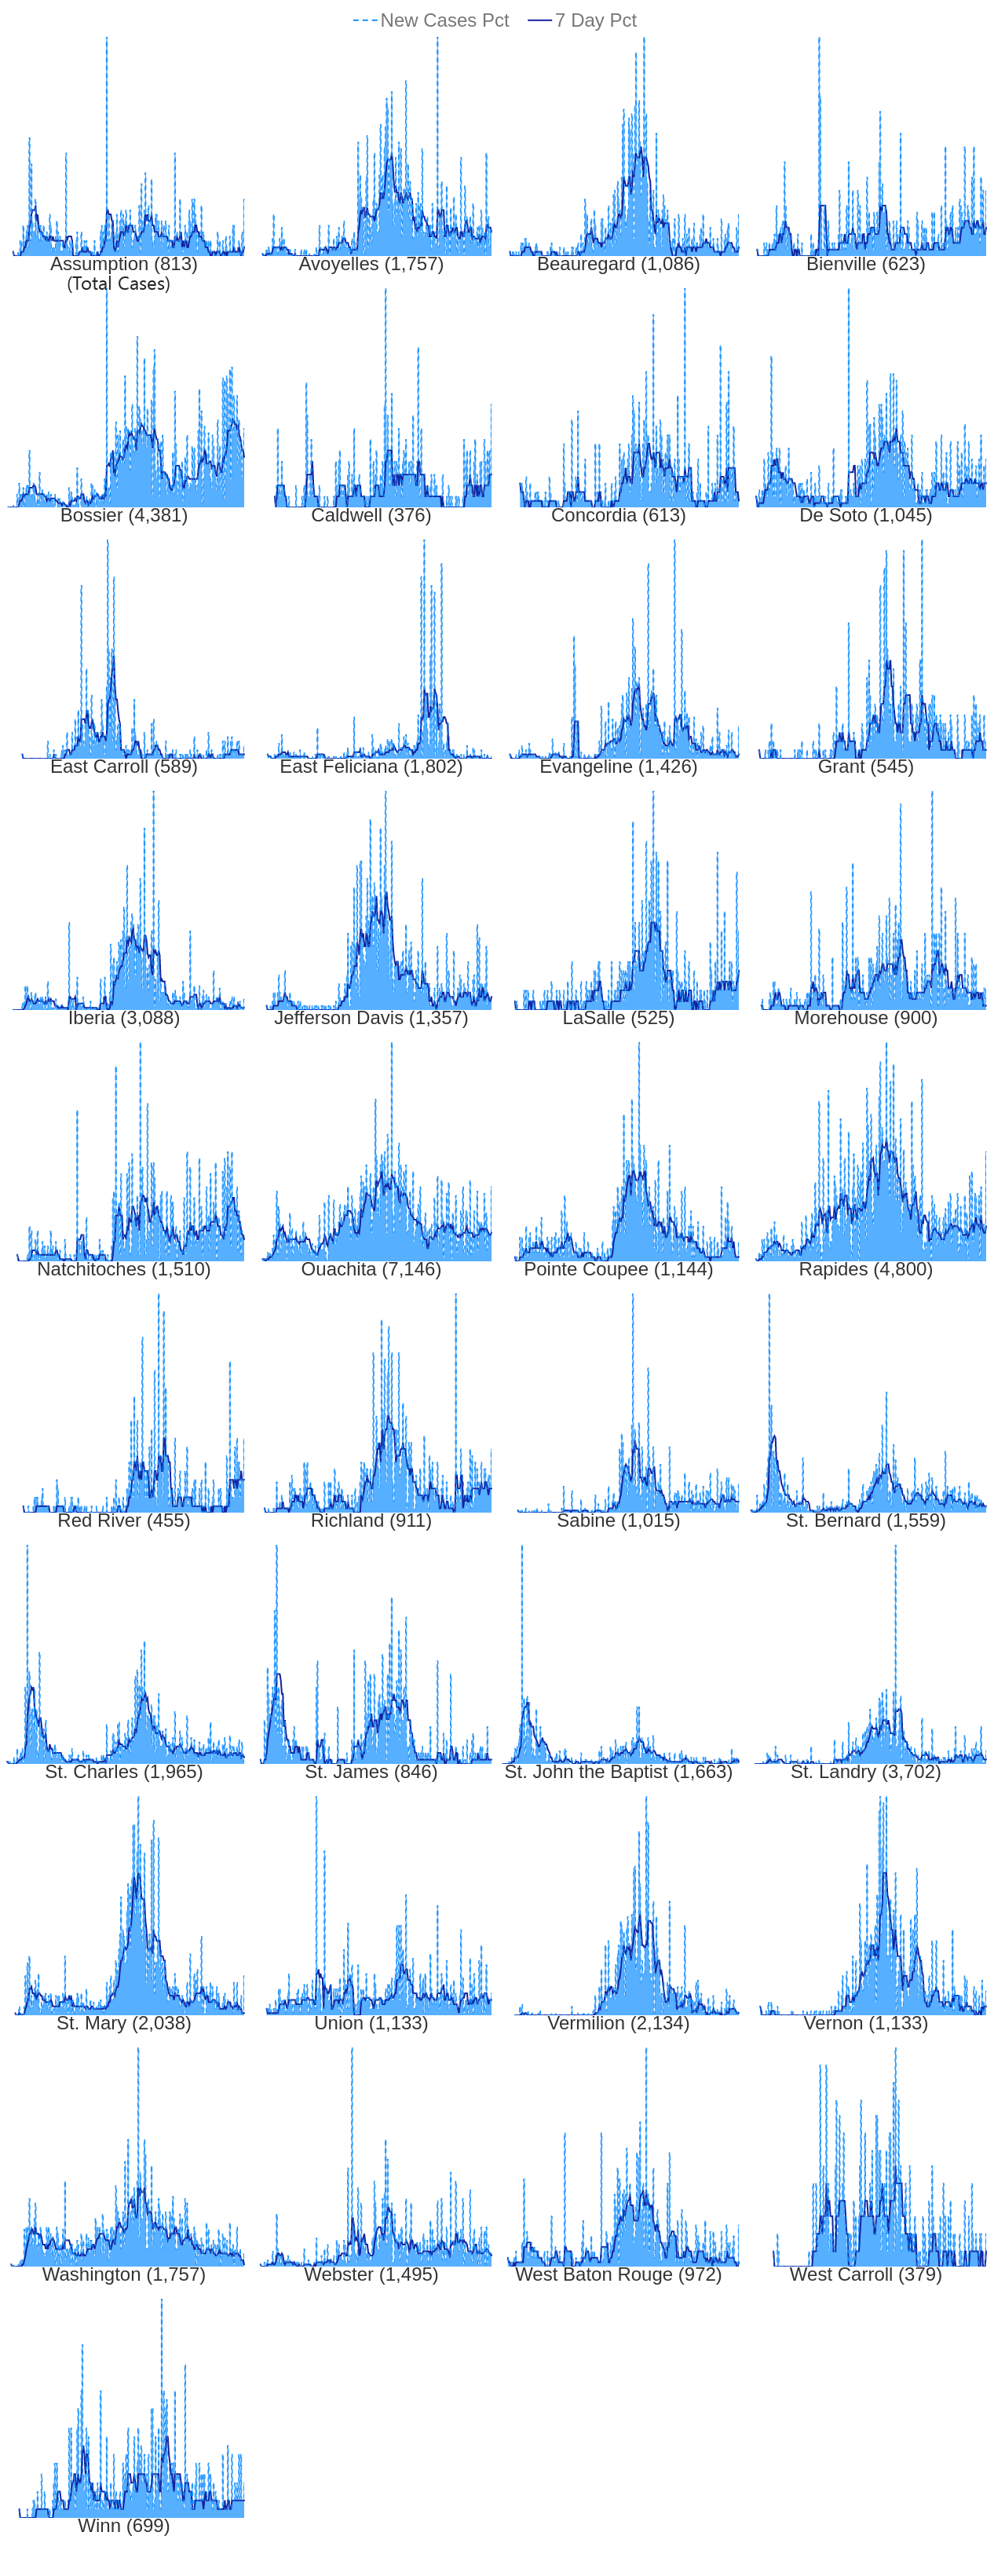 New Cases Pct 7 Day Pct
Assumption (813) Avoyelles (1,757) Beauregard (1,086) Bienville (623)
(Total Cases)
Bossier (4,381) Caldwell (376) Concordia (613) De Soto (1,045)
East Carroll (589) East Feliciana (1,802) Evangeline (1,426) Grant (545)
Iberia (3,088) Jefferson Davis (1,357) LaSalle (525) Morehouse (900)
Natchitoches (1,510) Ouachita (7,146) Pointe Coupee (1,144) Rapides (4,800)
Red River (455) Richland (911) Sabine (1,015) St. Bernard (1,559)
St. Charles (1,965) St. James (846) St. John the Baptist (1,663) St. Landry (3,702)
St. Mary (2,038) Union (1,133) Vermilion (2,134) Vernon (1,133)
Washington (1,757) Webster (1,495) West Baton Rouge (972) West Carroll (379)
Winn (699)